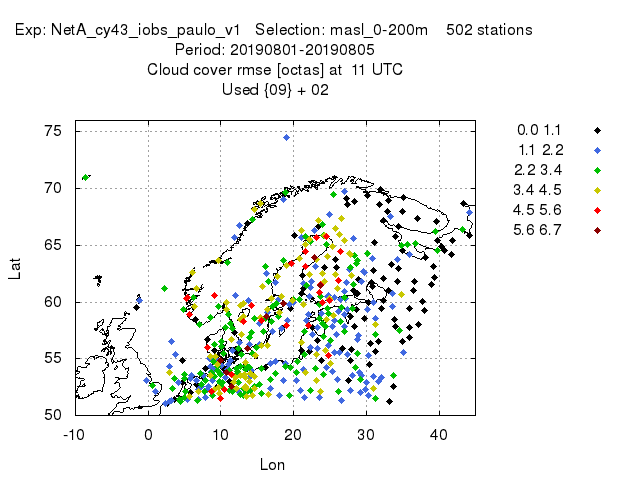 Exp: NetA_cy43_iobs_paulo_v1 Selection: masl_0-200m 502 stations
Period: 20190801-20190805
Cloud cover rmse [octas] at 11 UTC
Used {09} + 02
75
70
65
60
55
50
-10 0 10 20 30 40
Lat
Lon
0.0 1.1
1.1 2.2
2.2 3.4
3.4 4.5
4.5 5.6
5.6 6.7